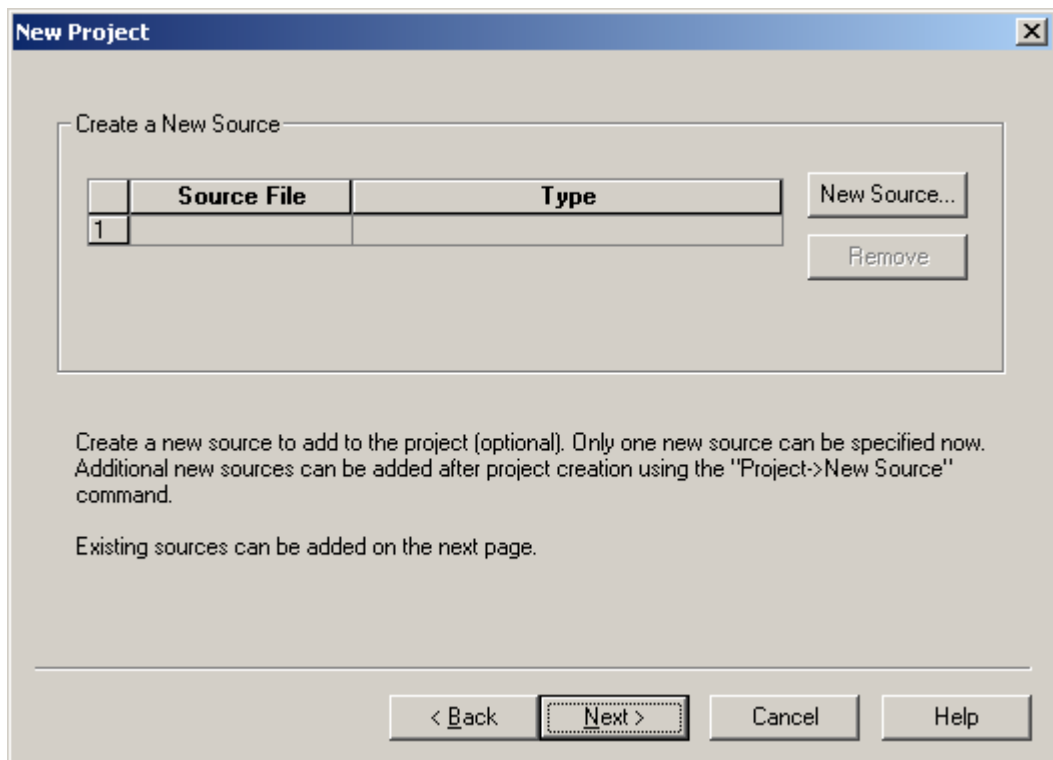 New Project
Create a New Source
Source File Type
1
New Source...
Remove
Create a new source to add to the project (optional). Only one new source can be specified now.
Additional new sources can be added after project creation using the "Project->New Source"
command.
Existing sources can be added on the next page.
< Back Next > Cancel Help